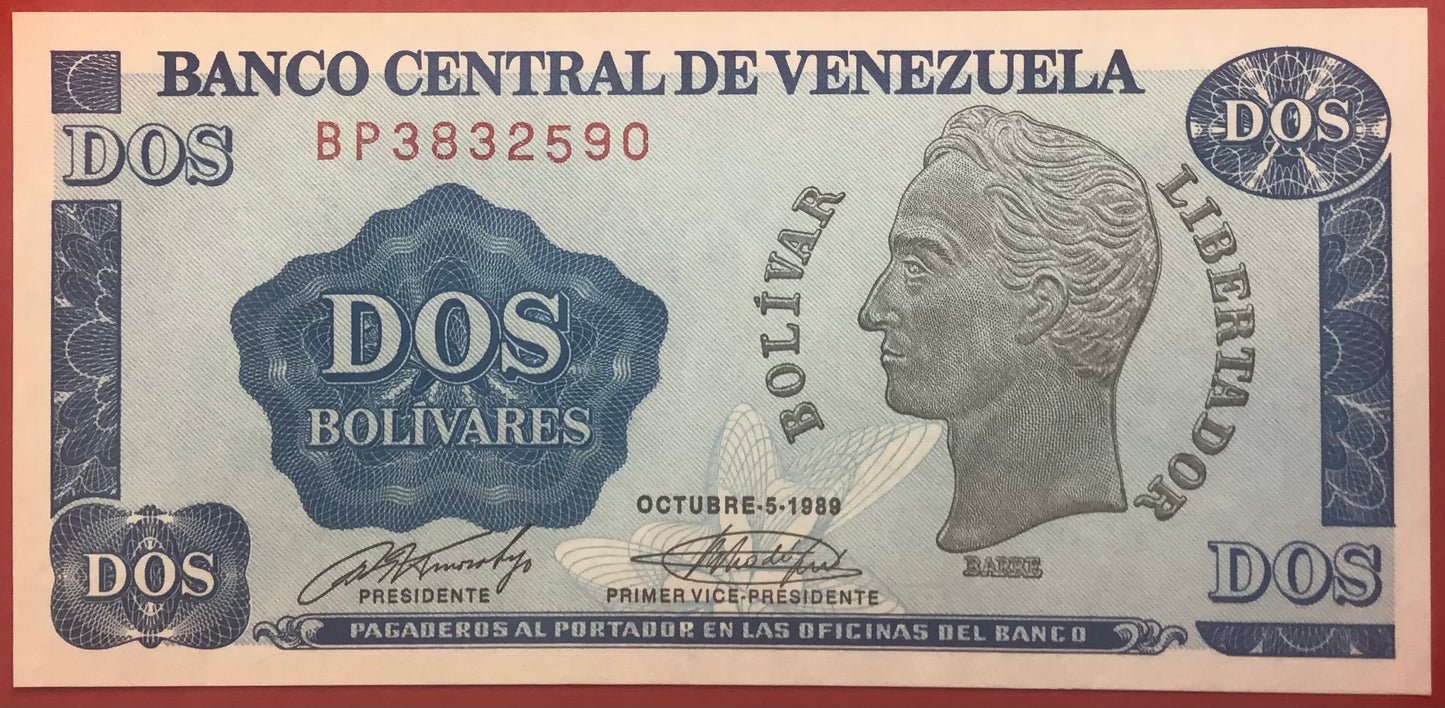 BANCO CENTRAL DE VENEZUELA
DOS
DOS
BP3832590
BOLÍVAR
LIBERTADOR
DOS
BOLÍVARES
OCTUBRE-5-1989
DOS
PRESIDENTE
PRIMER VICE-PRESIDENTE
BARRE
DOS
PAGADEROS AL PORTADOR EN LAS OFICINAS DEL BANCO